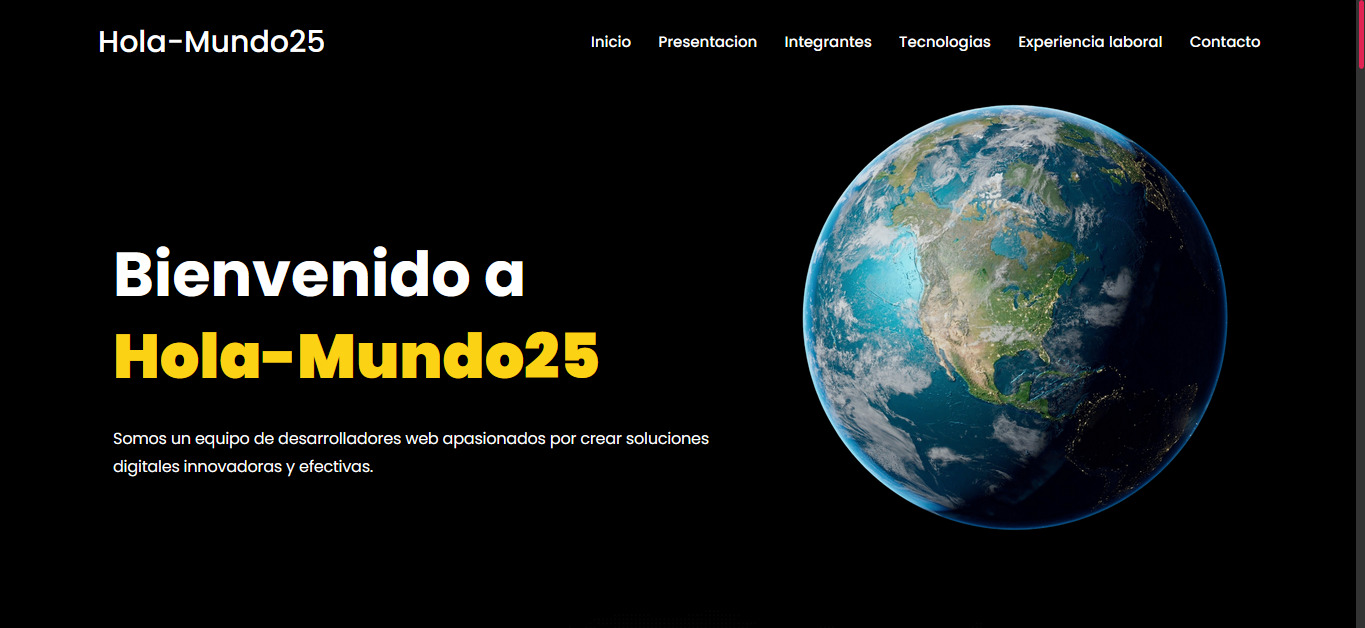 Hola-Mundo25
Inicio Presentacion Integrantes Tecnologias Experiencia laboral Contacto
Bienvenido a
Hola-Mundo25
Somos un equipo de desarrolladores web apasionados por crear soluciones
digitales innovadoras y efectivas.